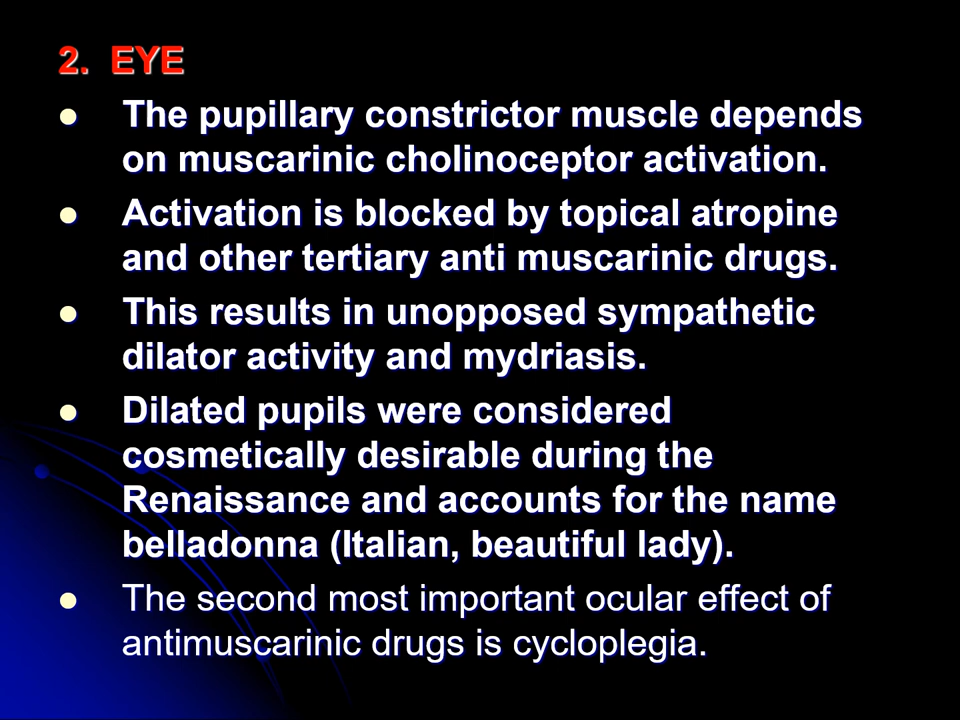 2. EYE
● The pupillary constrictor muscle depends
on muscarinic cholinoceptor activation.
● Activation is blocked by topical atropine
and other tertiary anti muscarinic drugs.
● This results in unopposed sympathetic
dilator activity and mydriasis.
● Dilated pupils were considered
cosmetically desirable during the
Renaissance and accounts for the name
belladonna (Italian, beautiful lady).
● The second most important ocular effect of
antimuscarinic drugs is cycloplegia.